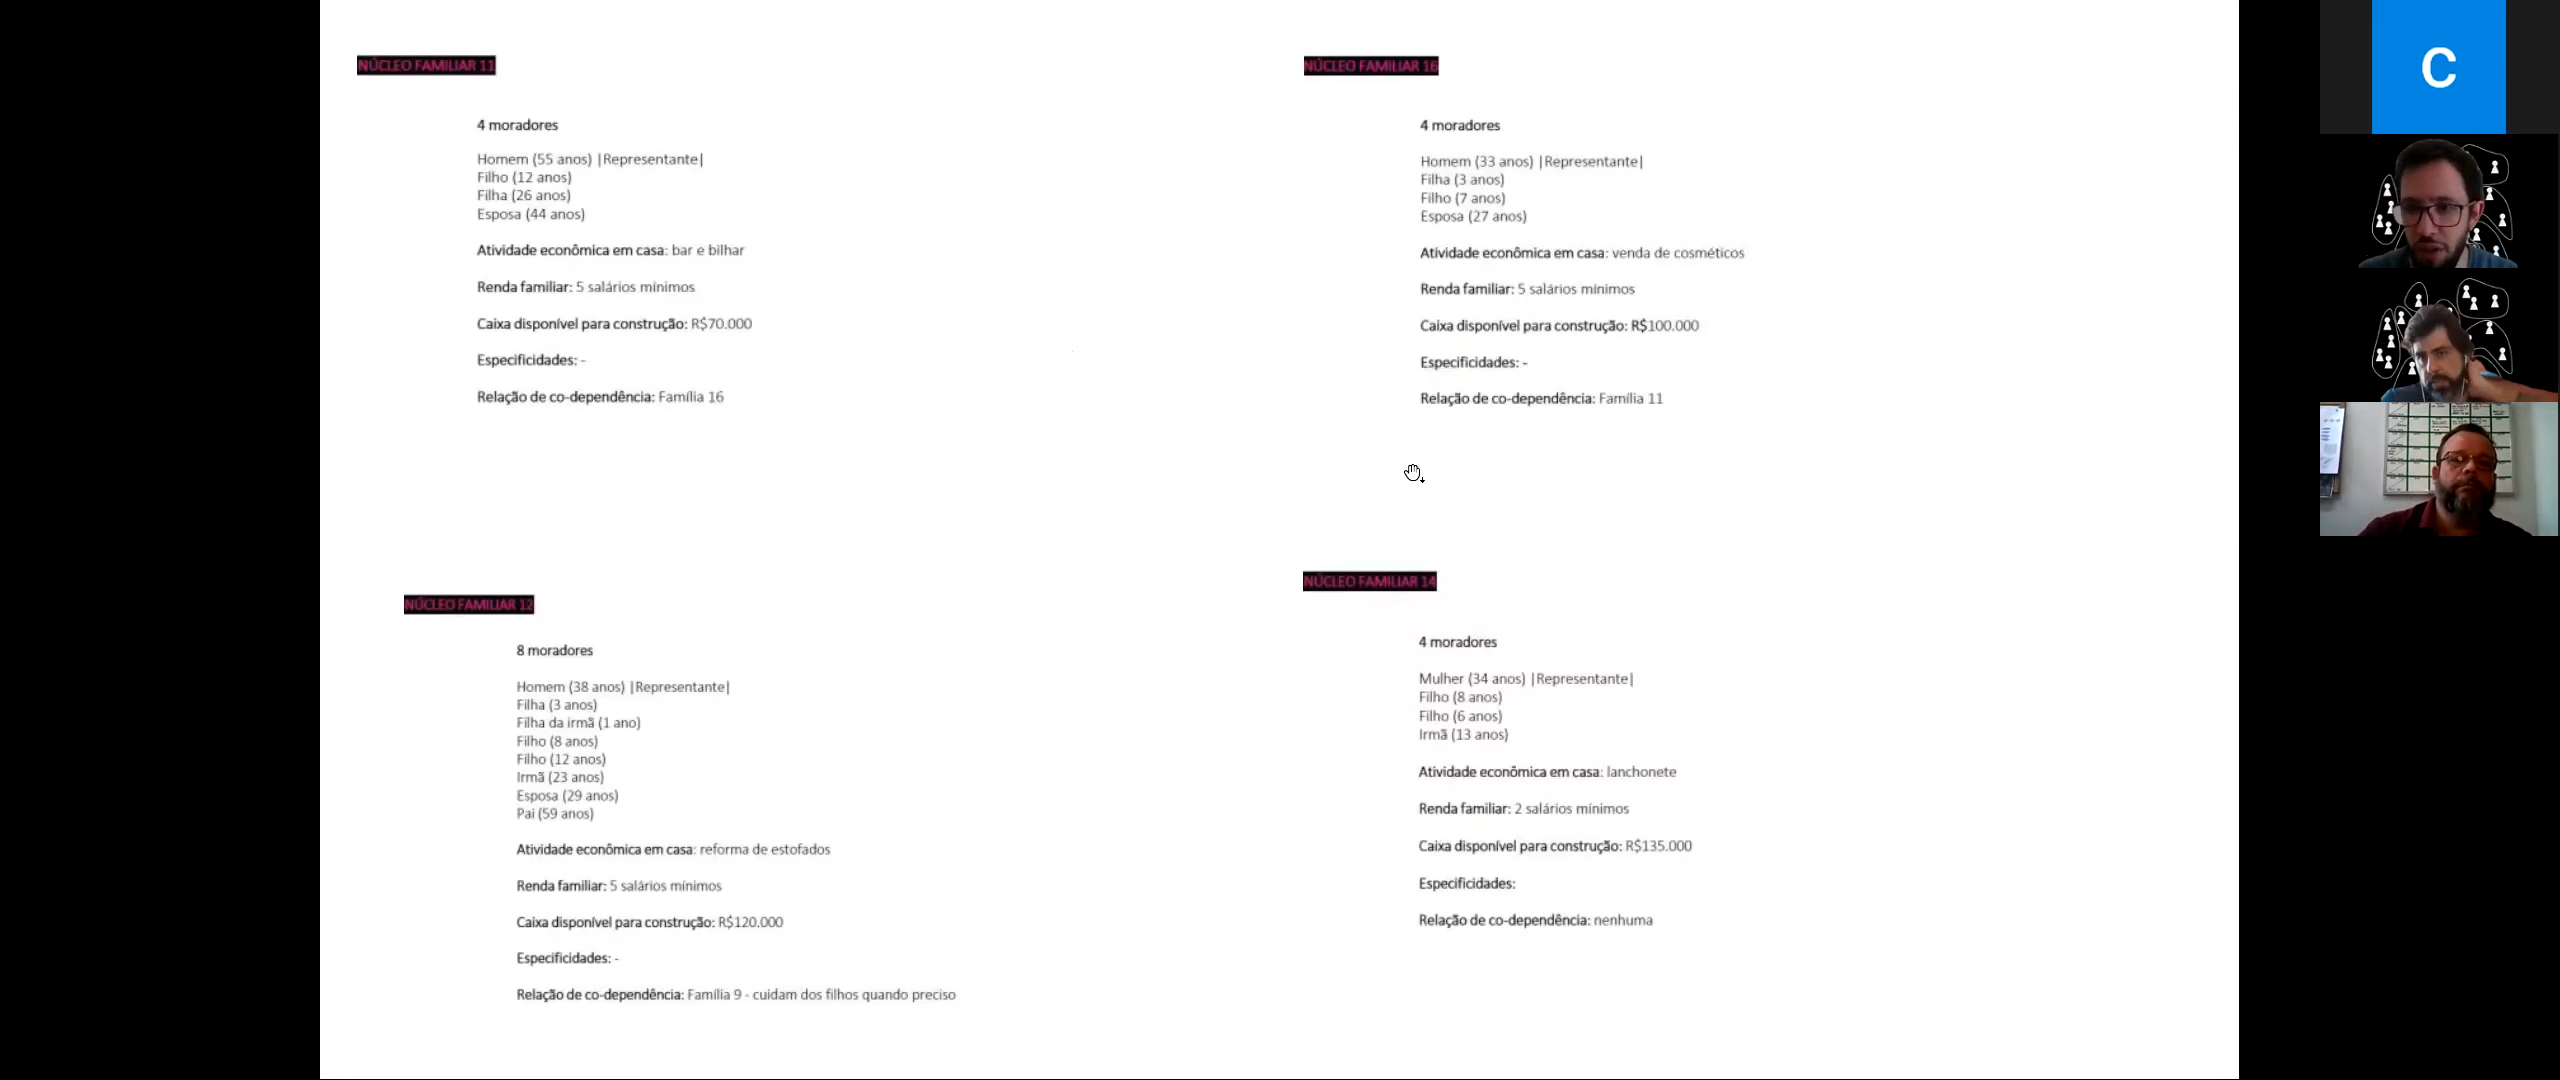 NÚCLEO FAMILIAR 11
4 moradores
Homem (55 anos) |Representante|
Filho (12 anos)
Filha (26 anos)
Esposa (44 anos)
Atividade econômica em casa: bar e bilhar
Renda familiar: 5 salários mínimos
Caixa disponível para construção: R$70.000
Especificidades: -
Relação de co-dependência: Família 16
NÚCLEO FAMILIAR 16
4 moradores
Homem (33 anos) |Representante|
Filha (3 anos)
Filho (7 anos)
Esposa (27 anos)
Atividade econômica em casa: venda de cosméticos
Renda familiar: 5 salários mínimos
Caixa disponível para construção: R$100.000
Especificidades: -
Relação de co-dependência: Família 11
NÚCLEO FAMILIAR 12
8 moradores
Homem (38 anos) |Representante|
Filha (3 anos)
Filha da irmã (1 ano)
Filho (8 anos)
Filho (12 anos)
Irmã (23 anos)
Esposa (29 anos)
Pai (59 anos)
Atividade econômica em casa: reforma de estofados
Renda familiar: 5 salários mínimos
Caixa disponível para construção: R$120.000
Especificidades: -
Relação de co-dependência: Família 9 - cuidam dos filhos quando preciso
NÚCLEO FAMILIAR 14
4 moradores
Mulher (34 anos) |Representante|
Filho (8 anos)
Filho (6 anos)
Irmã (13 anos)
Atividade econômica em casa: lanchonete
Renda familiar: 2 salários mínimos
Caixa disponível para construção: R$135.000
Especificidades:
Relação de co-dependência: nenhuma
C